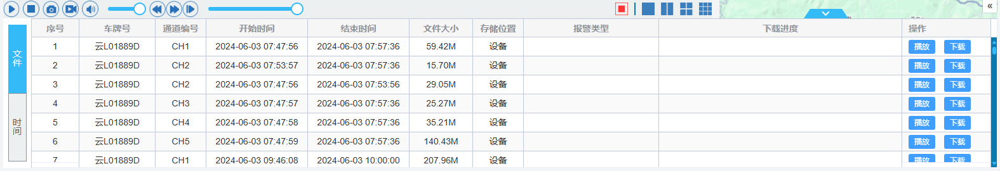 «
序号 车牌号 通道编号 开始时间 结束时间 文件大小 存储位置 报警类型 下载进度 操作
文件
时间
1 云L01889D CH1 2024-06-03 07:47:56 2024-06-03 07:57:36 59.42M 设备 播放 下载
2 云L01889D CH2 2024-06-03 07:53:57 2024-06-03 07:57:36 15.70M 设备 播放 下载
3 云L01889D CH2 2024-06-03 07:47:56 2024-06-03 07:53:56 29.05M 设备 播放 下载
4 云L01889D CH3 2024-06-03 07:47:57 2024-06-03 07:57:36 25.27M 设备 播放 下载
5 云L01889D CH4 2024-06-03 07:47:58 2024-06-03 07:57:36 35.21M 设备 播放 下载
6 云L01889D CH5 2024-06-03 07:47:59 2024-06-03 07:57:36 140.43M 设备 播放 下载
7 云L01889D CH1 2024-06-03 09:46:08 2024-06-03 10:00:00 207.96M 设备 播放 下载